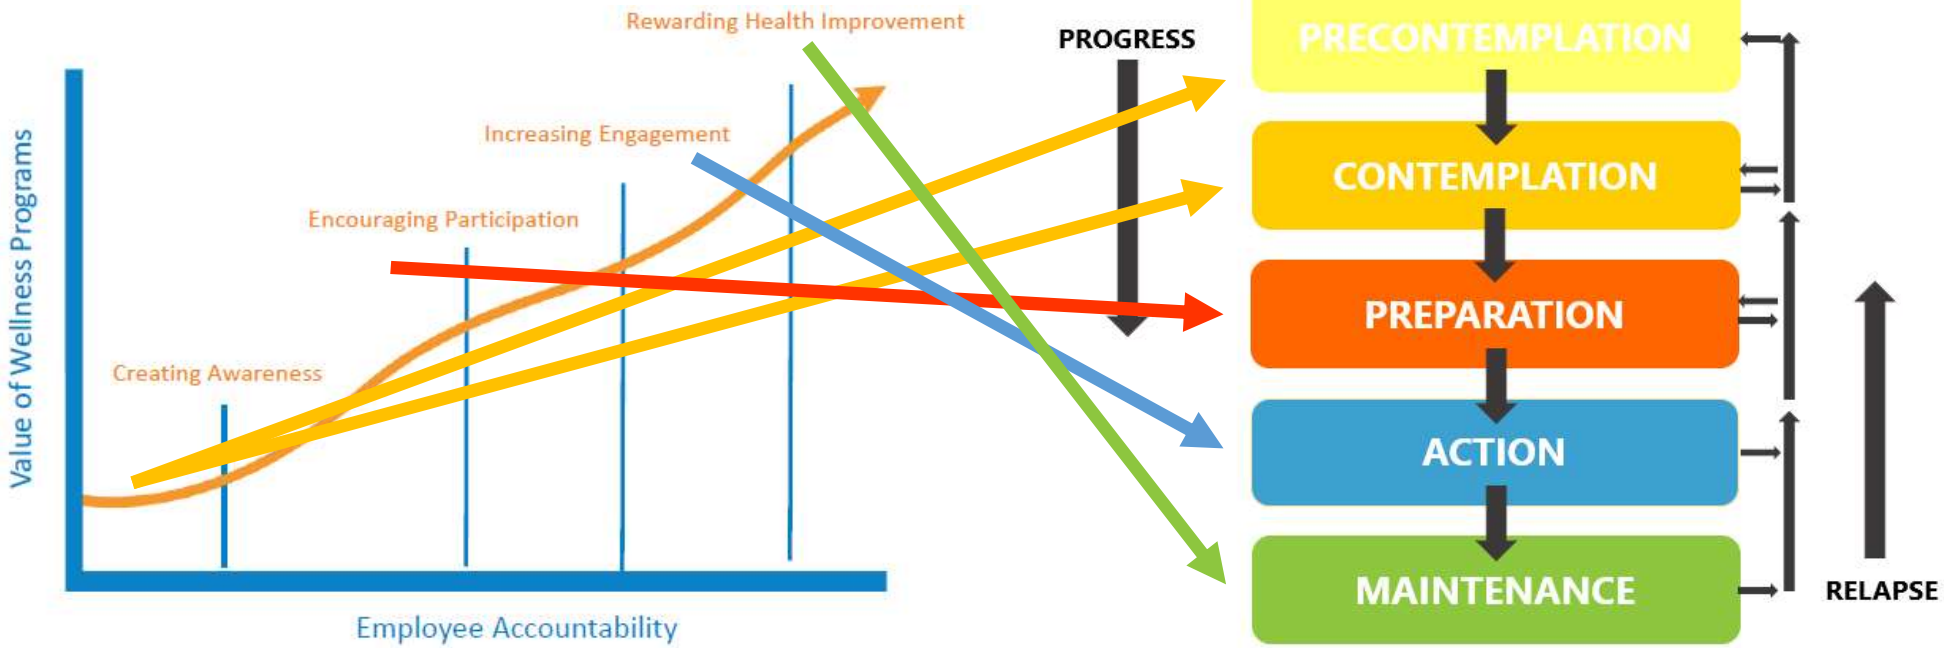 Rewarding Health Improvement
Increasing Engagement
Encouraging Participation
Creating Awareness
Value of Wellness Programs
Employee Accountability
PROGRESS
PRECONTEMPLATION
CONTEMPLATION
PREPARATION
ACTION
MAINTENANCE
RELAPSE